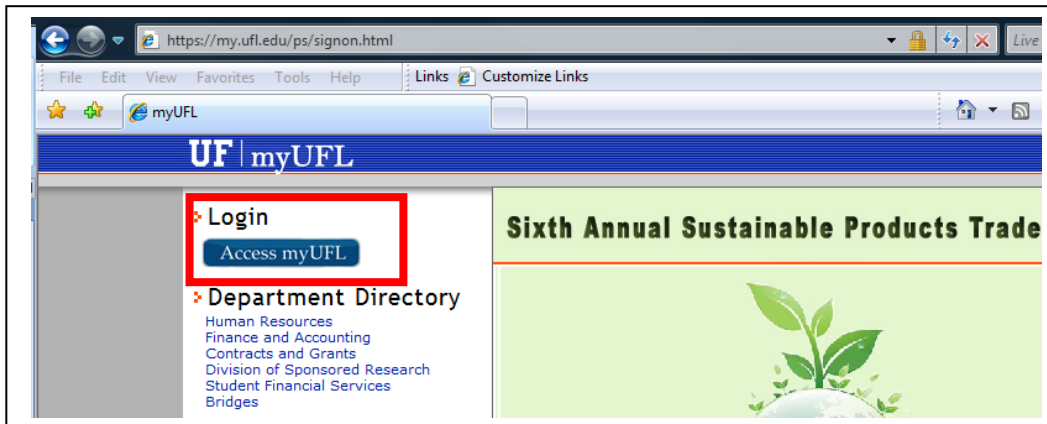 https://my.ufl.edu/ps/signon.html
Live
File Edit View Favorites Tools Help Links Customize Links
myUFL
UF myUFL
Login
Access myUFL
Sixth Annual Sustainable Products Trade
Department Directory
Human Resources
Finance and Accounting
Contracts and Grants
Division of Sponsored Research
Student Financial Services
Bridges